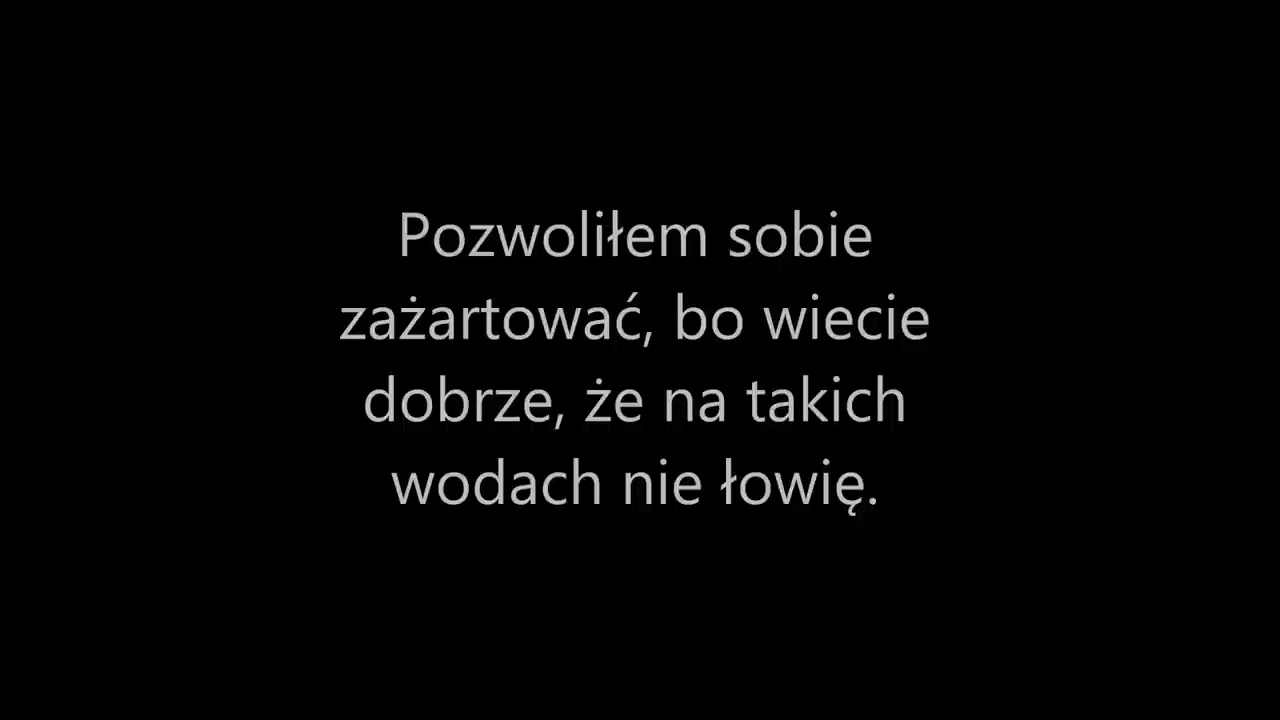 Pozwoliłem sobie
zażartować, bo wiecie
dobrze, że na takich
wodach nie łowię.